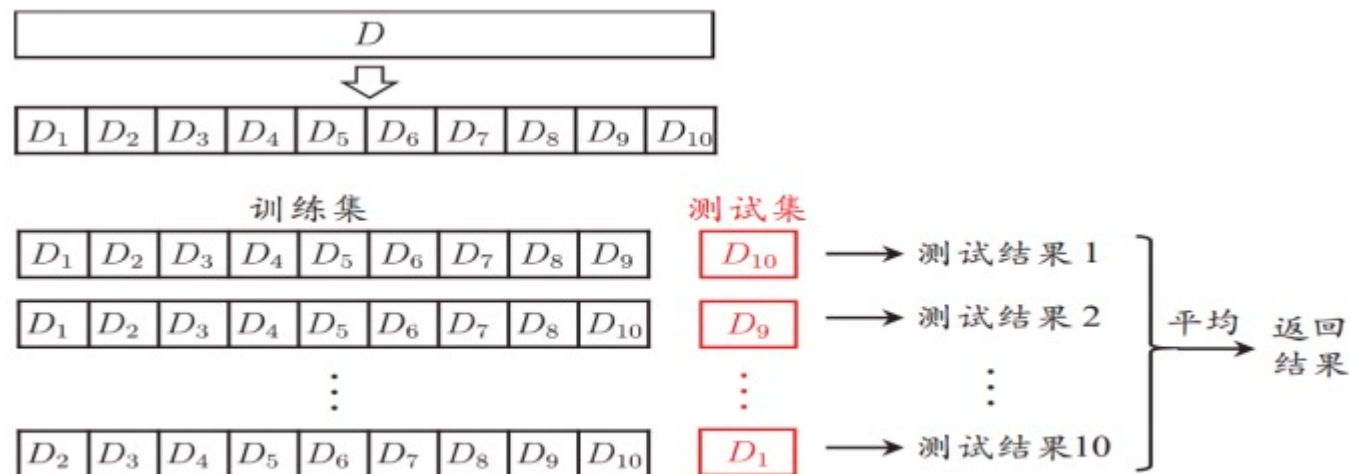 D
D₁ D₂ D₃ D₄ D₅ D₆ D₇ D₈ D₉ D₁₀
训练集 测试集
D₁ D₂ D₃ D₄ D₅ D₆ D₇ D₈ D₉ D₁₀ 测试结果 1
D₁ D₂ D₃ D₄ D₅ D₆ D₇ D₈ D₁₀ D₉ 测试结果 2
平均 返回
结果
⋮ ⋮ ⋮
D₂ D₃ D₄ D₅ D₆ D₇ D₈ D₉ D₁₀ D₁ 测试结果10